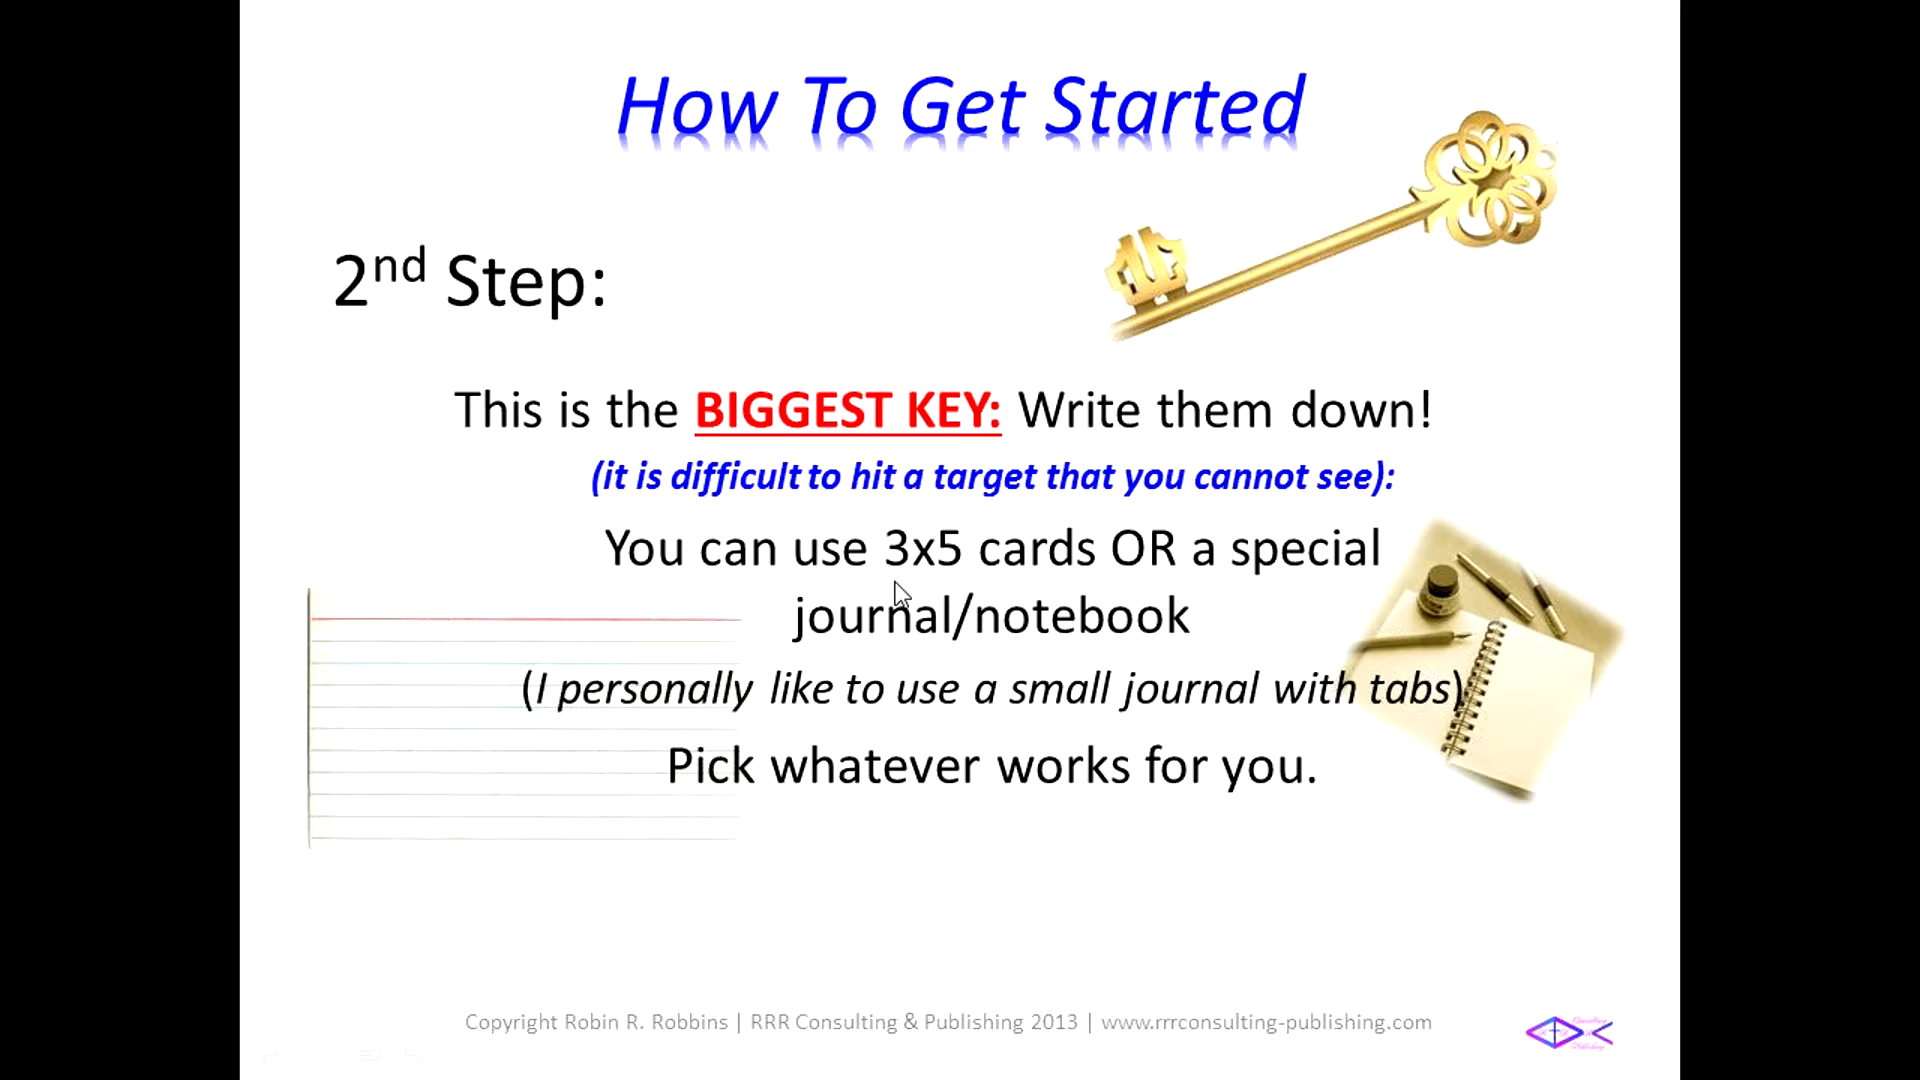 How To Get Started
2nd Step:
This is the BIGGEST KEY: Write them down!
(it is difficult to hit a target that you cannot see):
You can use 3x5 cards OR a special
journal/notebook
(I personally like to use a small journal with tabs)
Pick whatever works for you.
Copyright Robin R. Robbins | RRR Consulting & Publishing 2013 | www.rrrconsulting-publishing.com